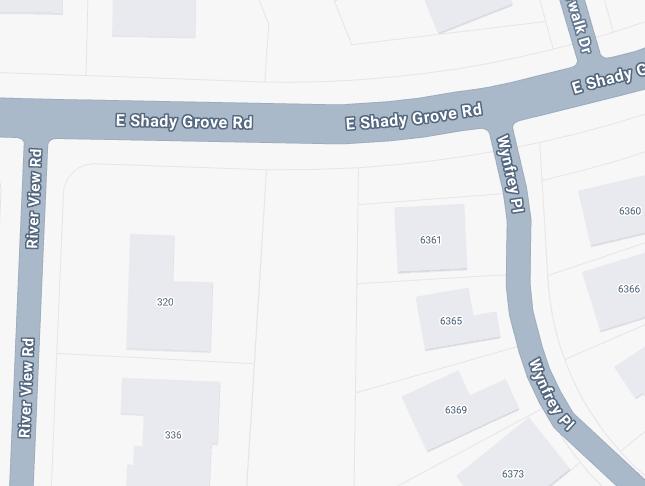 walk Dr
E Shady G
E Shady Grove Rd
E Shady Grove Rd
River View Rd
Wynfrey Pl
6361
6360
320
6365
6366
River View Rd
Wynfrey Pl
6369
336
6373